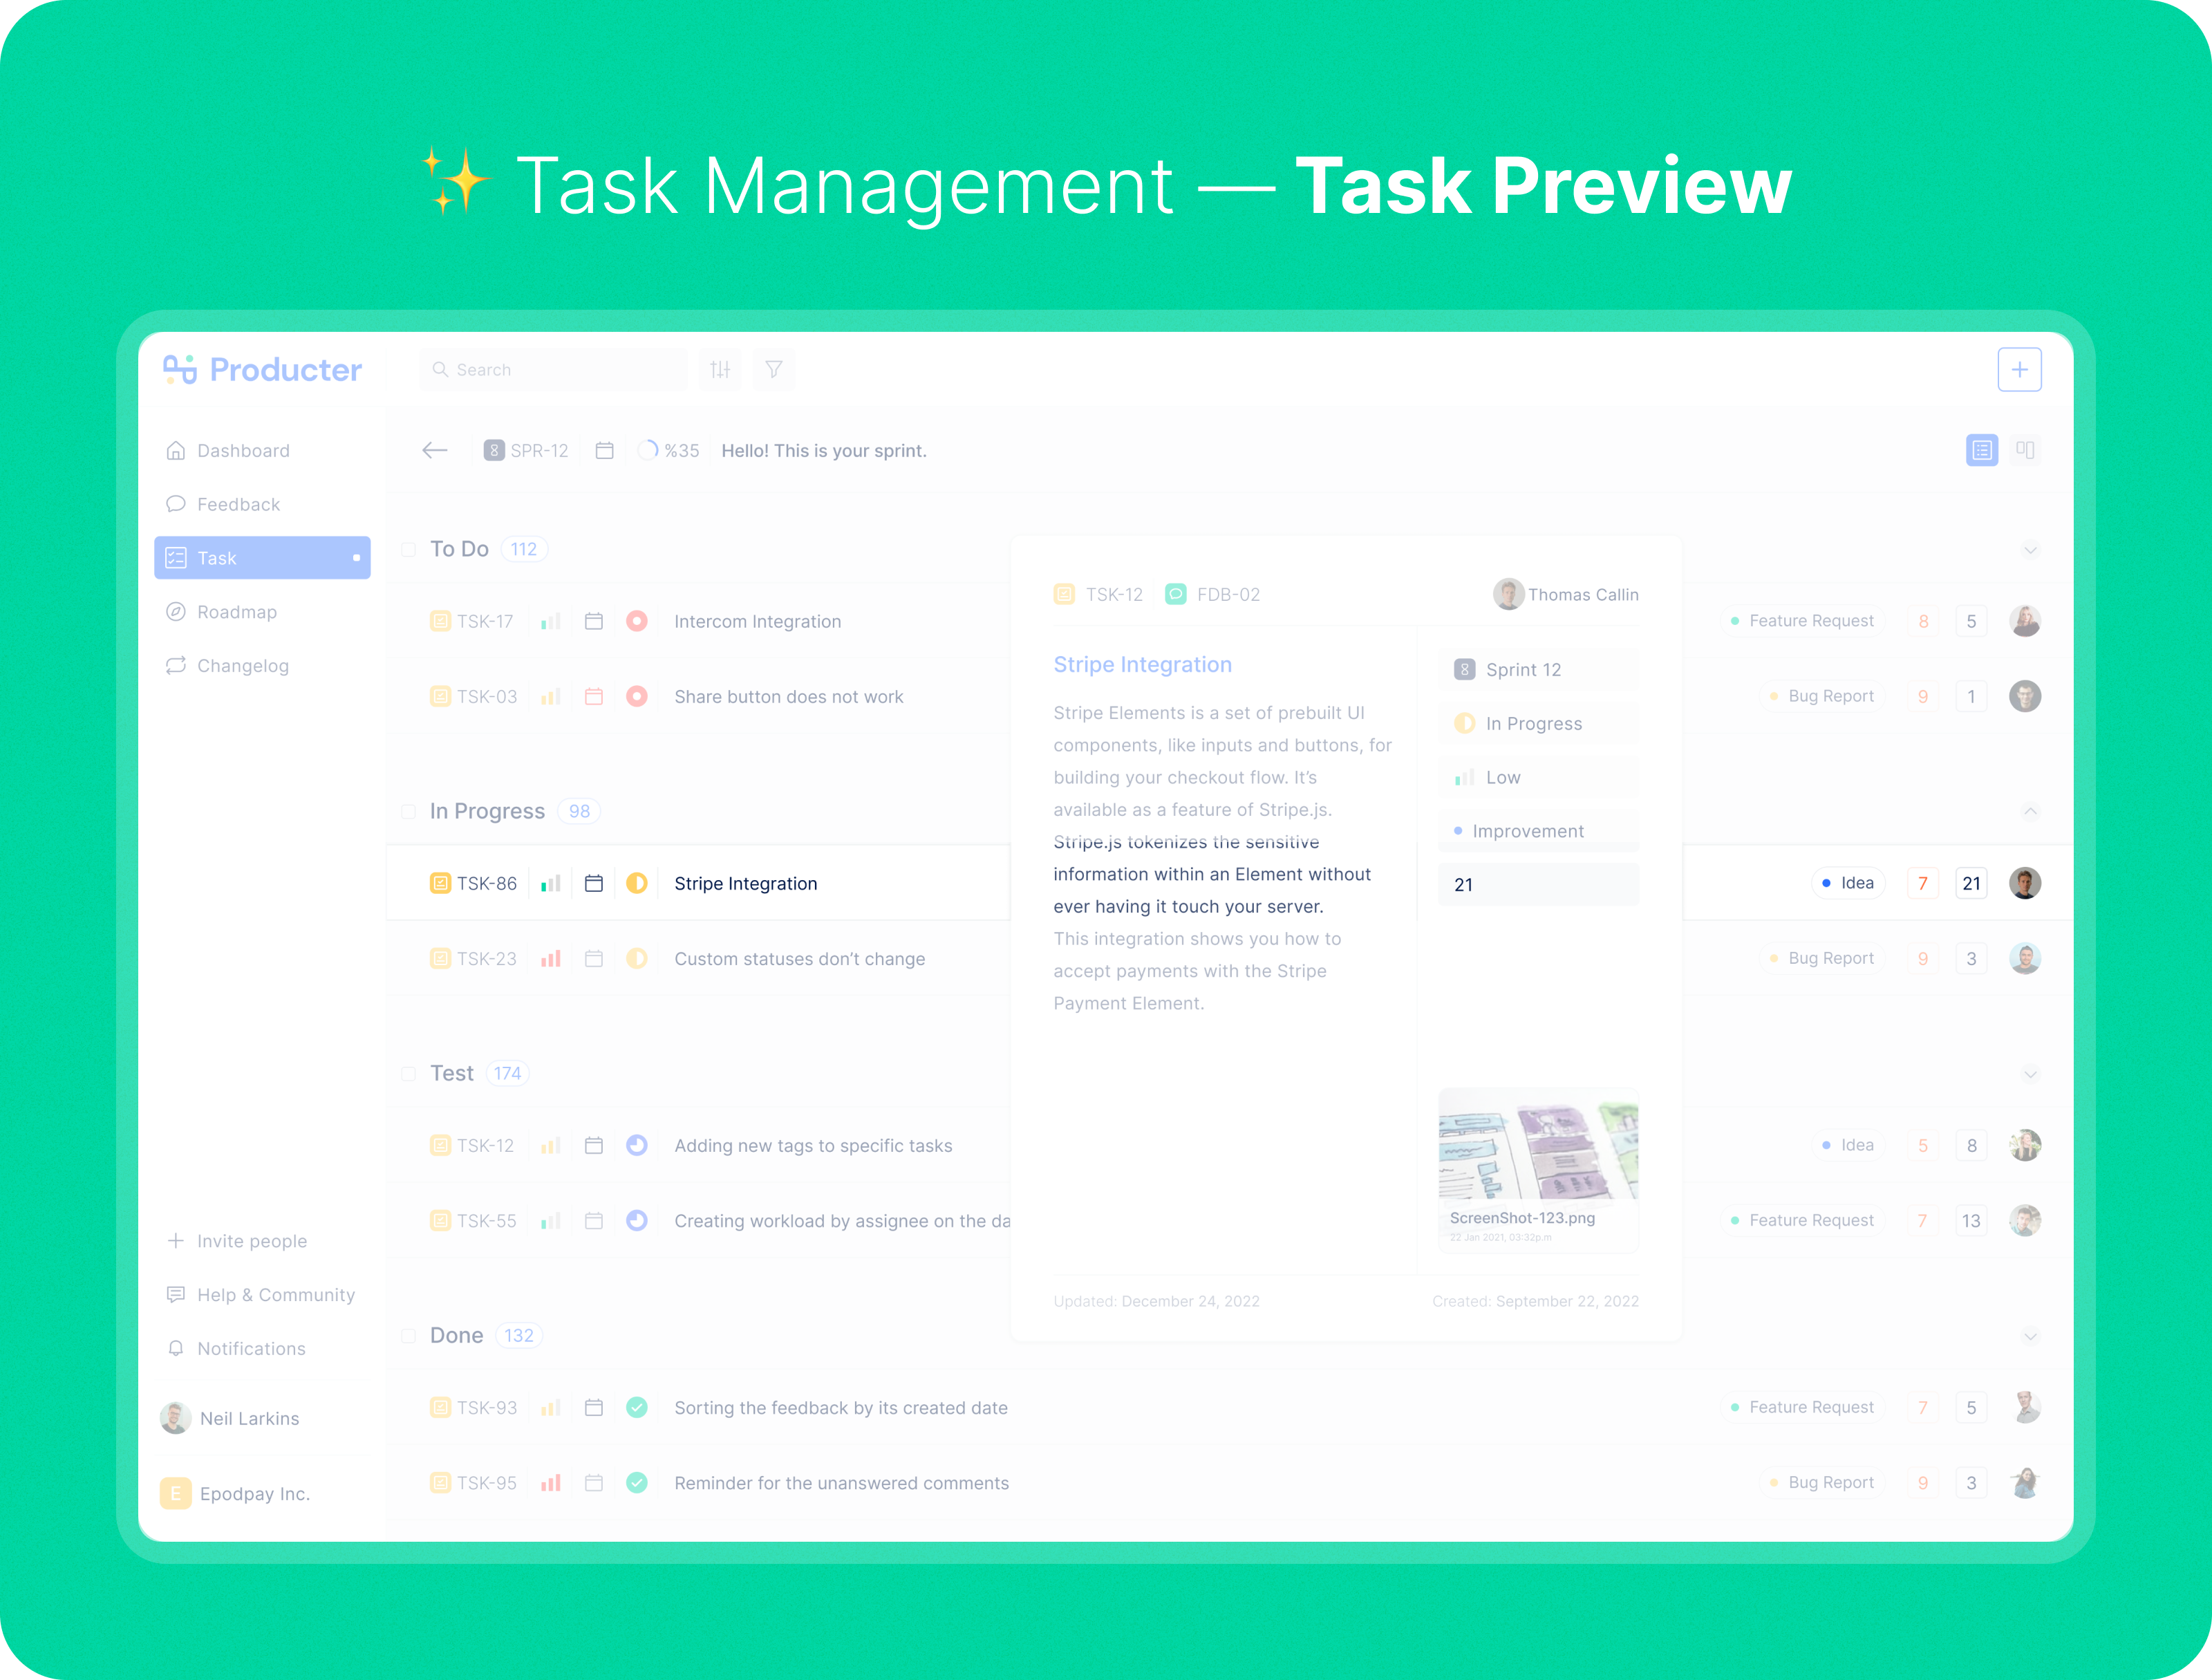 ✨ Task Management — Task Preview
Producter
Search
Dashboard
Feedback
Task
Roadmap
Changelog
Invite people
Help & Community
Notifications
Neil Larkins
E Epodpay Inc.
SPR-12 %35 Hello! This is your sprint.
To Do 112
TSK-17 Intercom Integration Feature Request 8 5
TSK-03 Share button does not work Bug Report 9 1
In Progress 98
TSK-86 Stripe Integration Idea 7 21
TSK-23 Custom statuses don’t change Bug Report 9 3
Test 174
TSK-12 Adding new tags to specific tasks Idea 5 8
TSK-55 Creating workload by assignee on the da Feature Request 7 13
Done 132
TSK-93 Sorting the feedback by its created date Feature Request 7 5
TSK-95 Reminder for the unanswered comments Bug Report 9 3
TSK-12 FDB-02 Thomas Callin
Stripe Integration
Stripe Elements is a set of prebuilt UI
components, like inputs and buttons, for
building your checkout flow. It’s
available as a feature of Stripe.js.
Stripe.js tokenizes the sensitive
information within an Element without
ever having it touch your server.
This integration shows you how to
accept payments with the Stripe
Payment Element.
Sprint 12
In Progress
Low
Improvement
21
ScreenShot-123.png
22 Jan 2021, 03:32p.m
Updated: December 24, 2022
Created: September 22, 2022